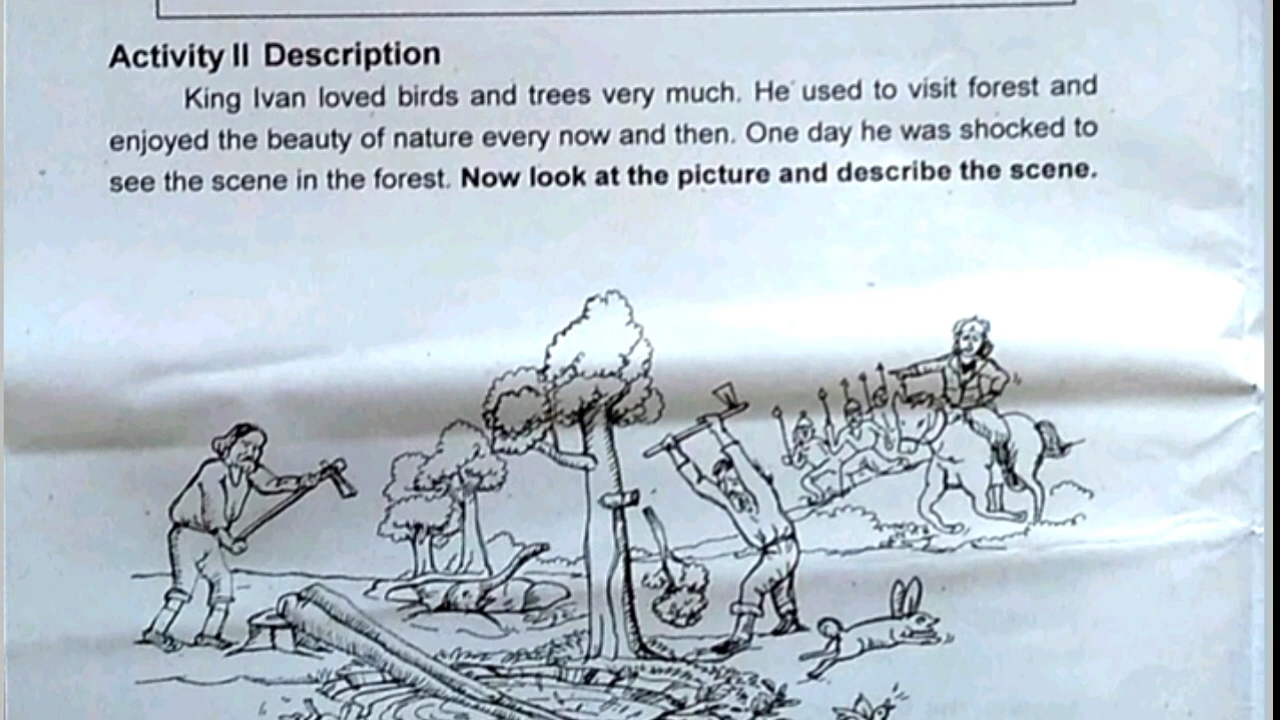 Activity II Description
King Ivan loved birds and trees very much. He used to visit forest and
enjoyed the beauty of nature every now and then. One day he was shocked to
see the scene in the forest. Now look at the picture and describe the scene.